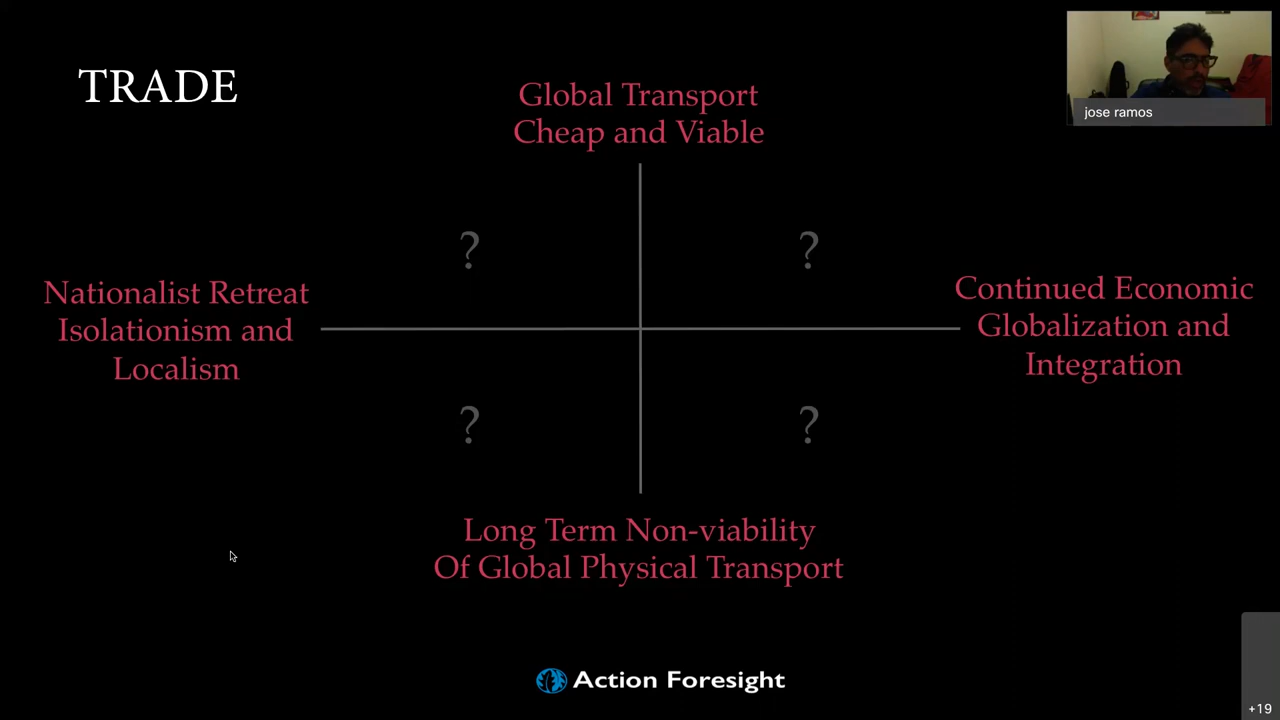 TRADE
Global Transport
Cheap and Viable
jose ramos
?
?
Nationalist Retreat
Isolationism and
Localism
Continued Economic
Globalization and
Integration
?
?
Long Term Non-viability
Of Global Physical Transport
Action Foresight
+19